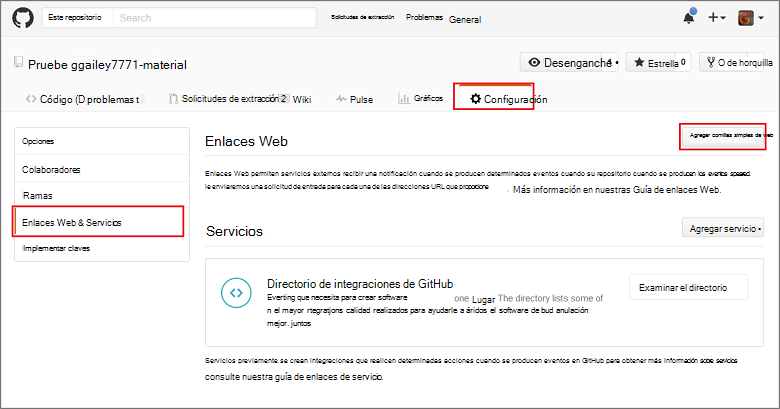 Este repositorio Search Solicitudes de extracción Problemas General
Pruebe ggailey7771-material
Desenganché • Estrella 0 O de horquilla
Código (D problemas t) Solicitudes de extracción 2 Wiki Pulse Gráficos Configuración
Opciones
Colaboradores
Ramas
Enlaces Web & Servicios
Implementar claves
Enlaces Web
Agregar comillas simples de web
Enlaces Web permiten servicios externos recibir una notificación cuando se producen determinados eventos cuando su repositorio cuando se producen los eventos
le enviaremos una solicitud de entrada para cada una de las direcciones URL que proporcione. Más información en nuestras Guía de enlaces Web.
Servicios
Agregar servicio •
Directorio de integraciones de GitHub
Everting que necesita para crear software one Lugar The directory lists some of
n el mayor rtegratjons calidad realizados para ayudarle a áridos el software de bud anulación
mejor. juntos
Examinar el directorio
Servicios previamente se crean integraciones que realicen determinadas acciones cuando se producen eventos en GitHub para obtener más Información sobre servicios
consulte nuestra guía de enlaces de servicio.